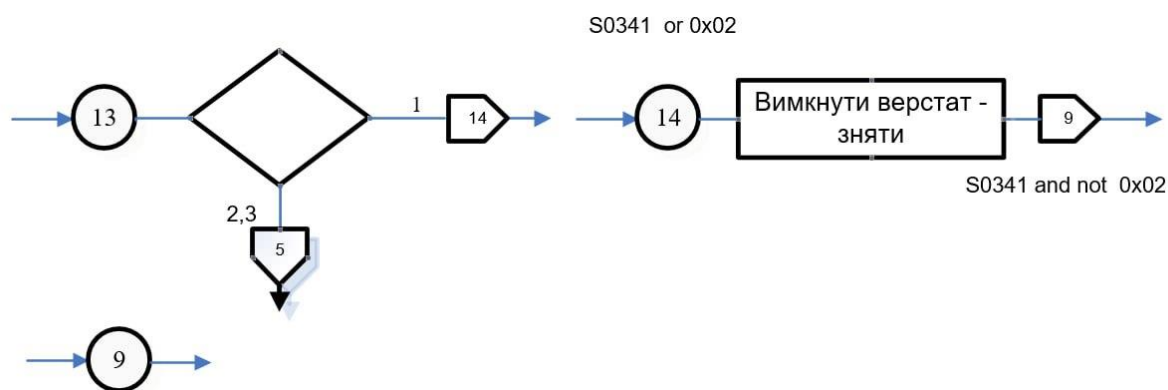 S0341 or 0x02
13
1
14
14
Вимкнути верстат -
зняти
9
S0341 and not 0x02
2,3
5
9